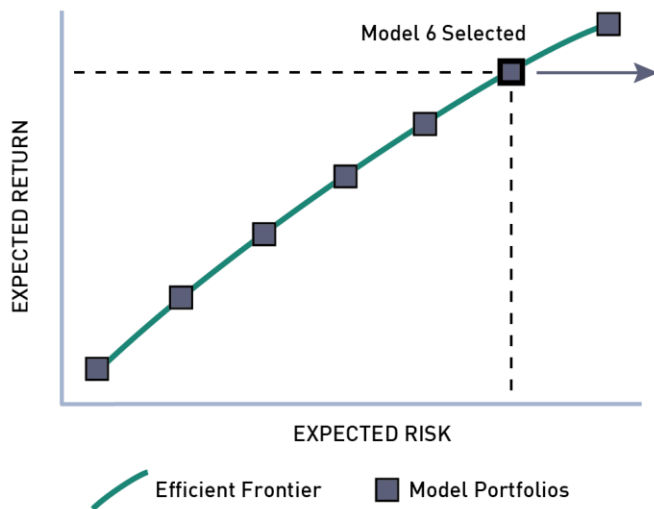 Model 6 Selected
EXPECTED RETURN
EXPECTED RISK
Efficient Frontier
Model Portfolios